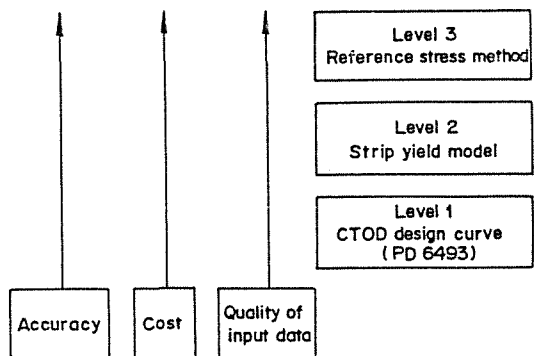 Level 3
Reference stress method
Level 2
Strip yield model
Level 1
CTOD design curve
(PD 6493)
Accuracy
Cost
Quality of
input data